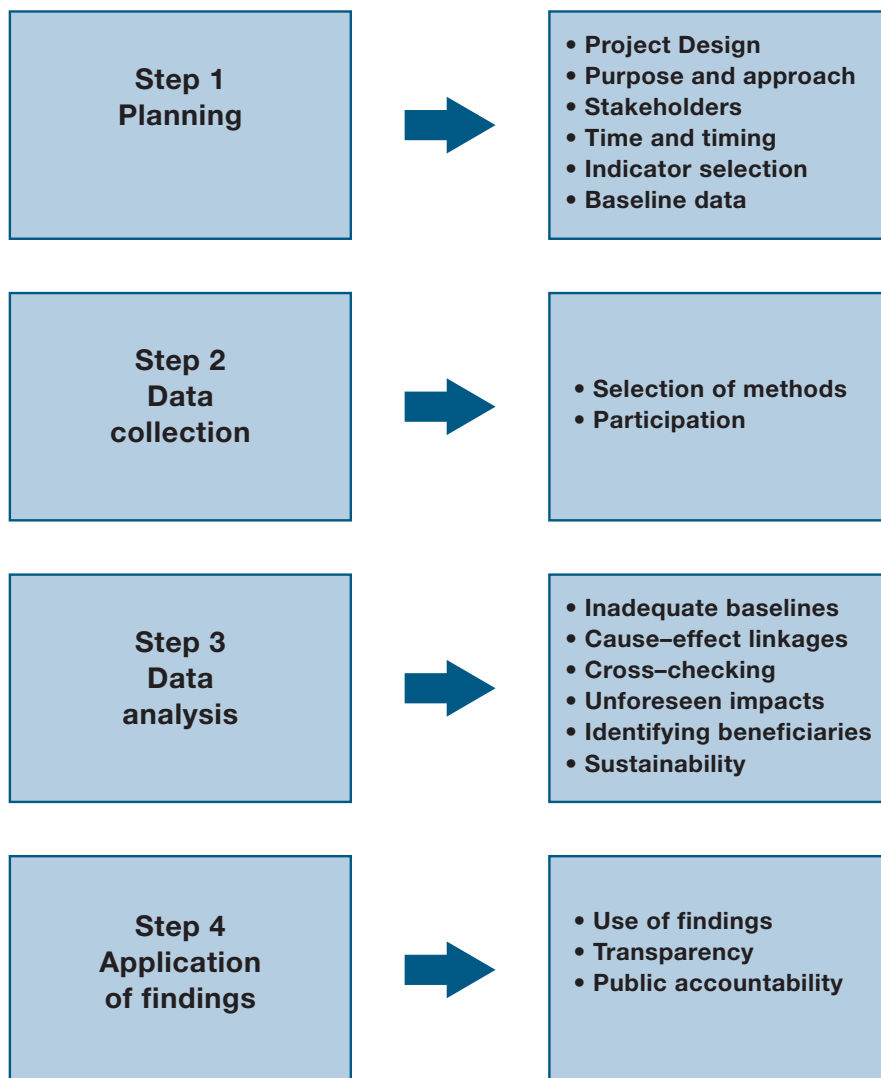 Step 1
Planning
• Project Design
• Purpose and approach
• Stakeholders
• Time and timing
• Indicator selection
• Baseline data
Step 2
Data
collection
• Selection of methods
• Participation
Step 3
Data
analysis
• Inadequate baselines
• Cause–effect linkages
• Cross–checking
• Unforeseen impacts
• Identifying beneficiaries
• Sustainability
Step 4
Application
of findings
• Use of findings
• Transparency
• Public accountability